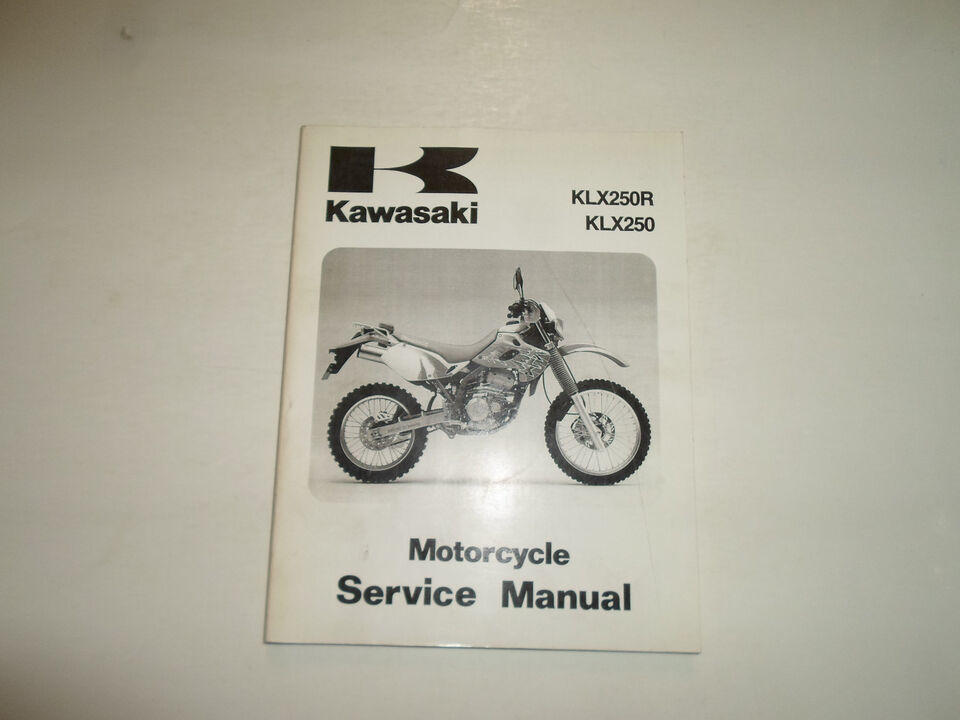 Kawasaki
KLX250R
KLX250
Motorcycle
Service Manual